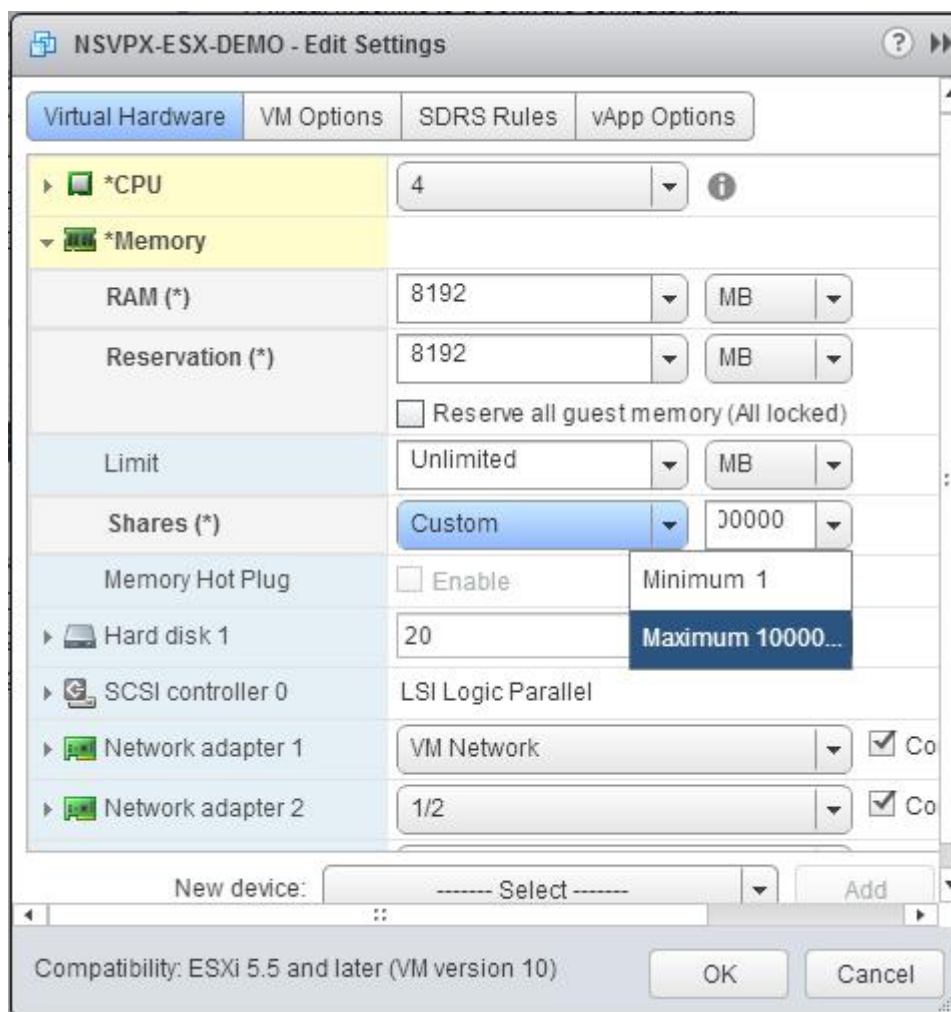 NSVPX-ESX-DEMO - Edit Settings ?
Virtual Hardware VM Options SDRS Rules vApp Options
*CPU 4
*Memory
RAM (*) 8192 MB
Reservation (*) 8192 MB
Reserve all guest memory (All locked)
Limit Unlimited MB
Shares (*) Custom 00000
Memory Hot Plug Enable Minimum 1
Hard disk 1 20 Maximum 10000...
SCSI controller 0 LSI Logic Parallel
Network adapter 1 VM Network Co
Network adapter 2 1/2 Co
New device: ------- Select ------- Add
Compatibility: ESXi 5.5 and later (VM version 10) OK Cancel